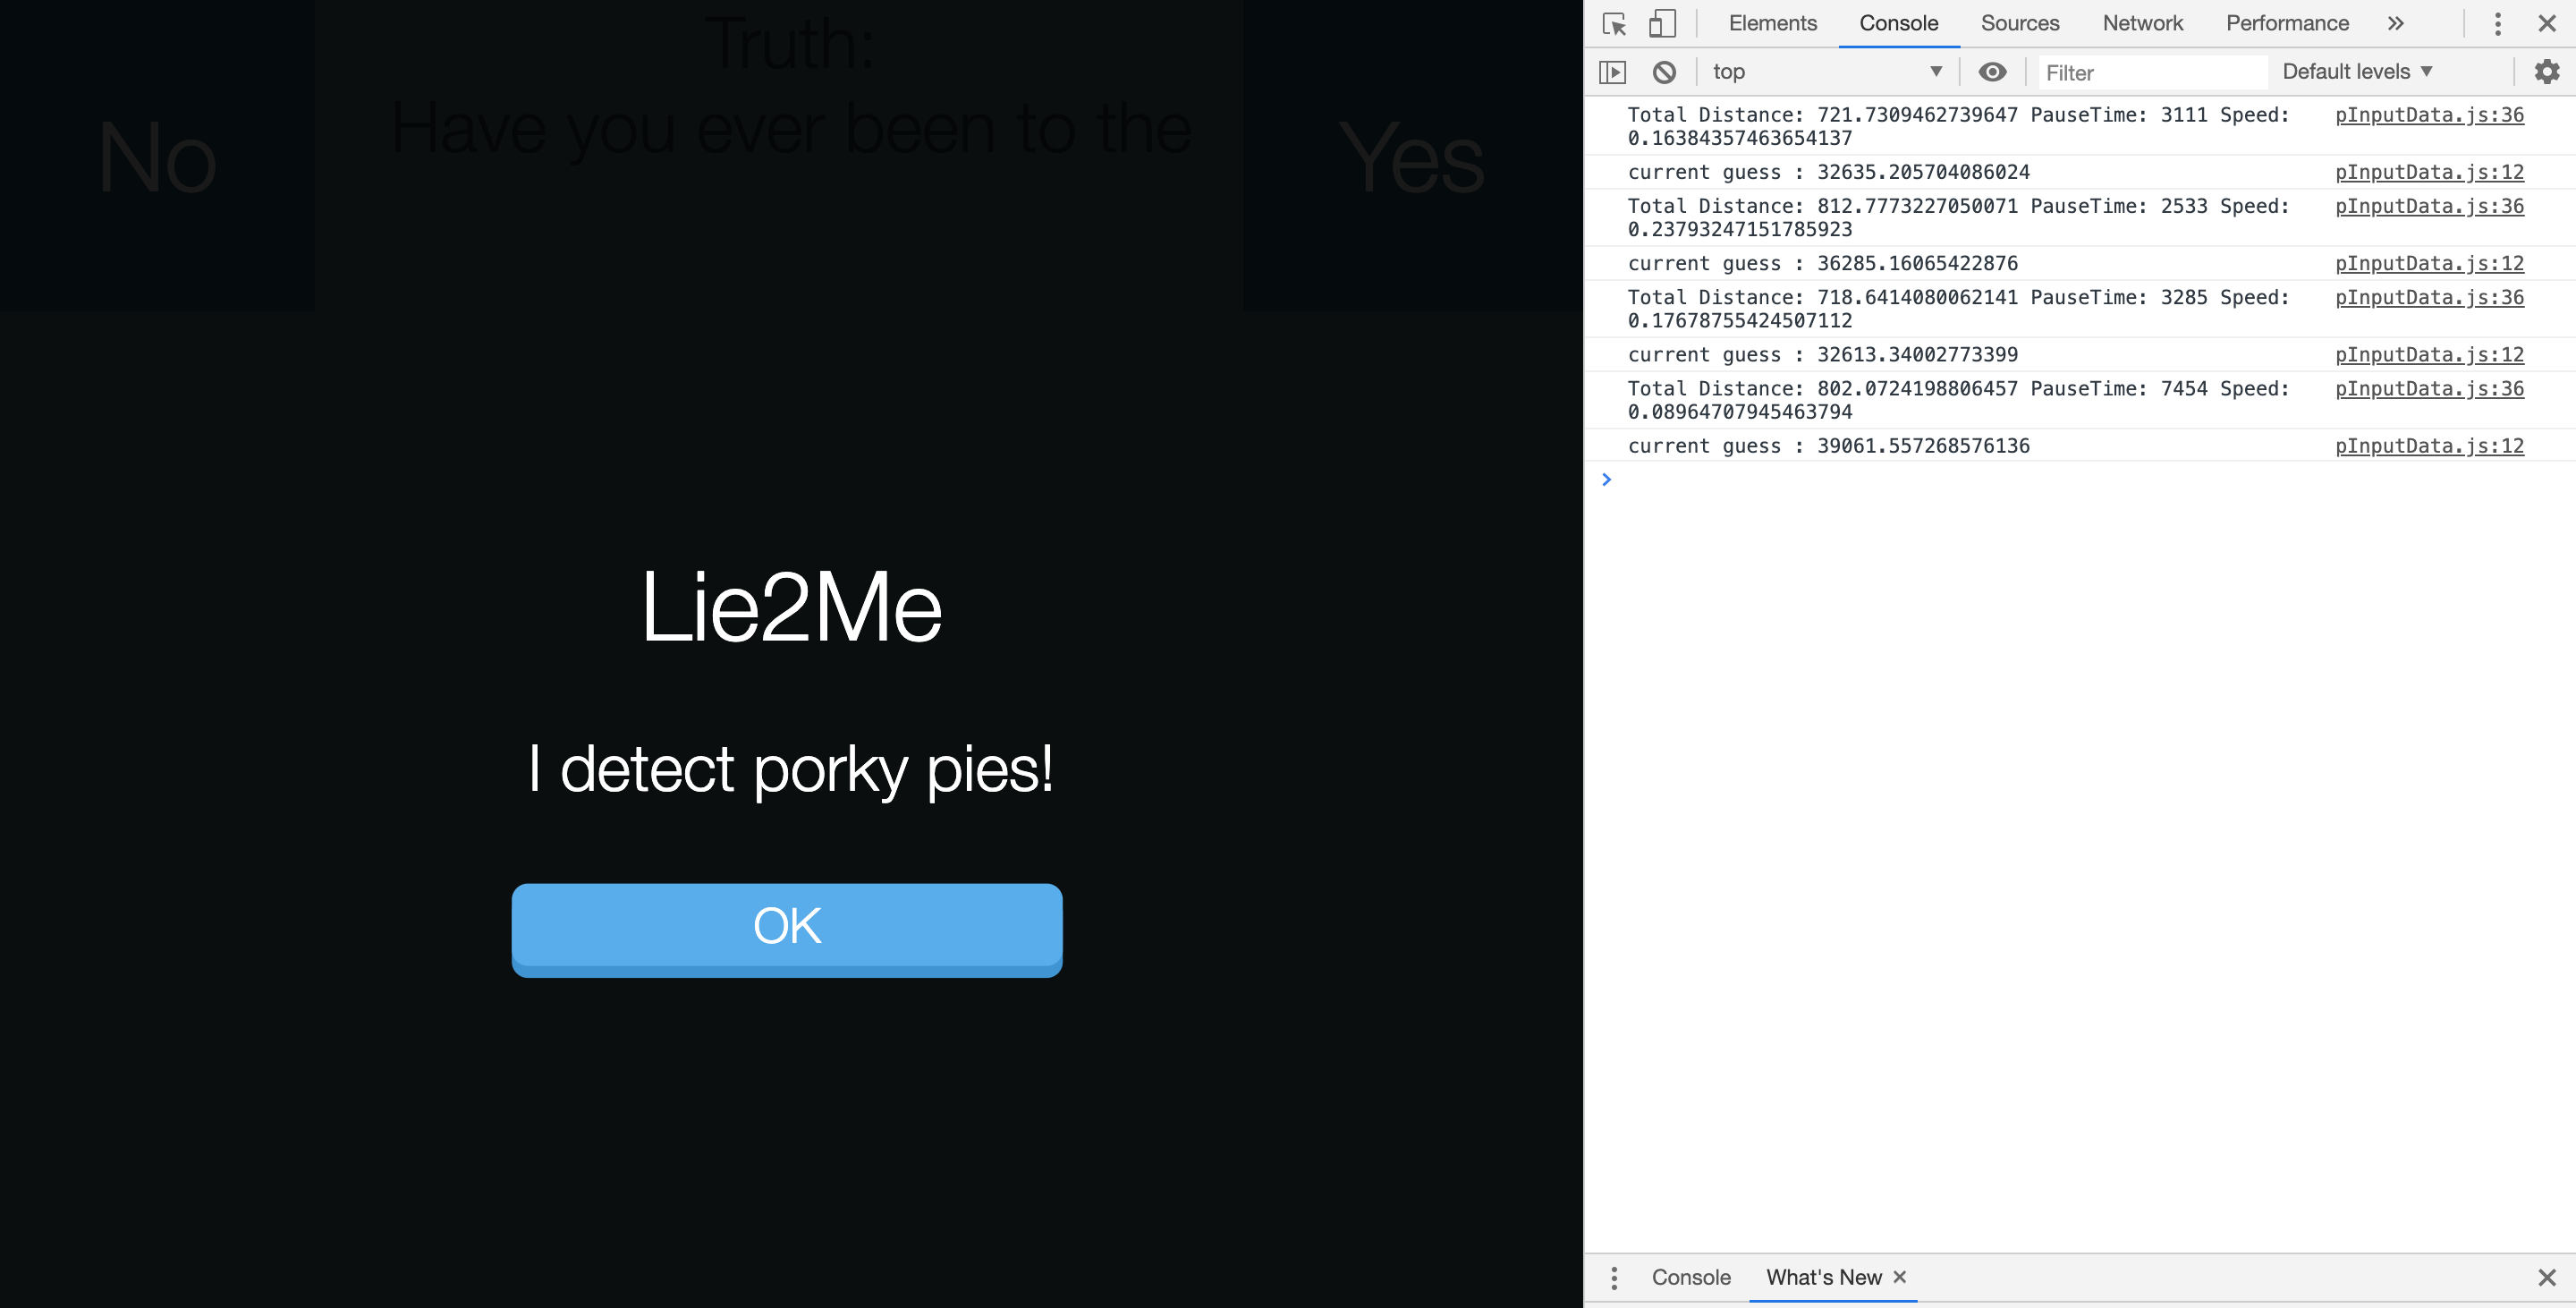 Truth:
Have you ever been to the
No
Yes
Lie2Me
I detect porky pies!
OK
Elements Console Sources Network Performance
top Filter Default levels
Total Distance: 721.7309462739647 PauseTime: 3111 Speed: pInputData.js:36
0.16384357463654137
current guess : 32635.205704086024 pInputData.js:12
Total Distance: 812.7773227050071 PauseTime: 2533 Speed: pInputData.js:36
0.23793247151785923
current guess : 36285.16065422876 pInputData.js:12
Total Distance: 718.6414080062141 PauseTime: 3285 Speed: pInputData.js:36
0.17678755424507112
current guess : 32613.34002773399 pInputData.js:12
Total Distance: 802.0724198806457 PauseTime: 7454 Speed: pInputData.js:36
0.08964707945463794
current guess : 39061.557268576136 pInputData.js:12
Console What's New